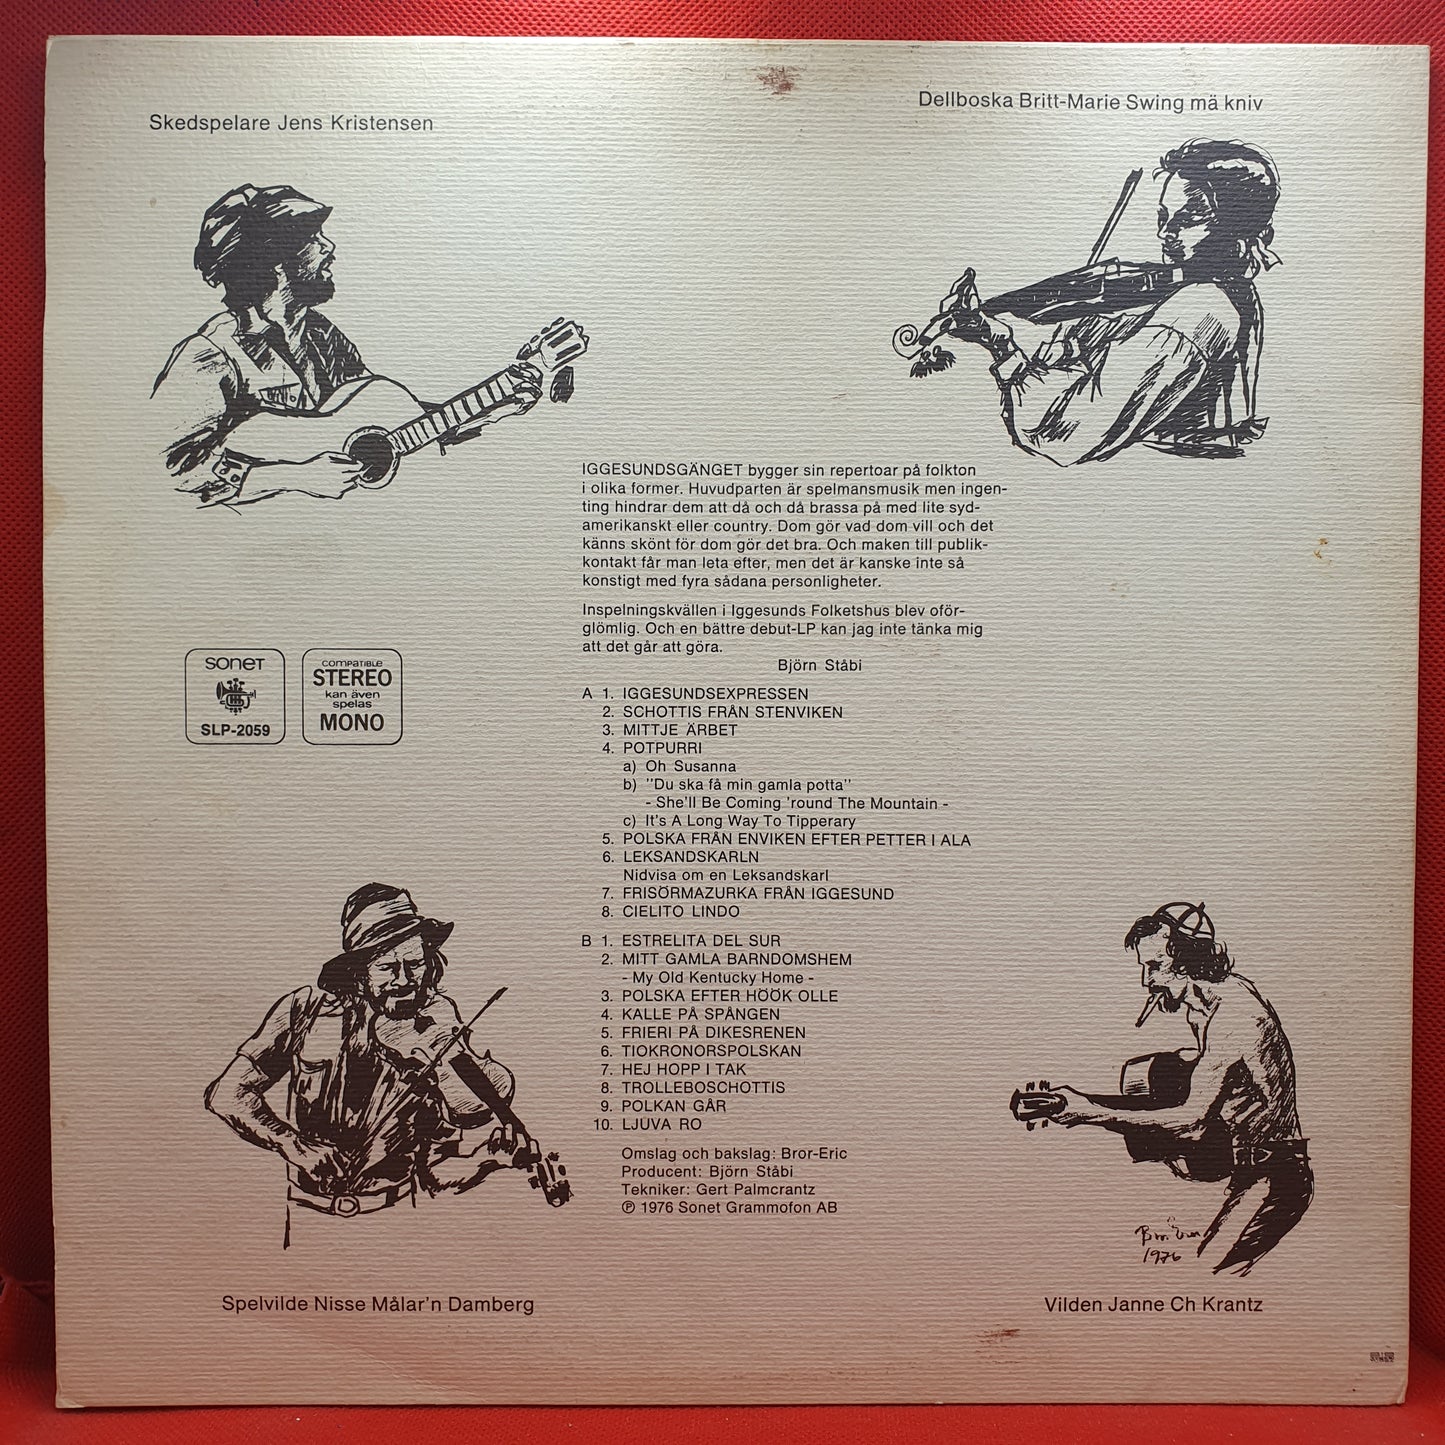 Skedspelare Jens Kristensen
Dellboska Britt-Marie Swing mä kniv
IGGESUNDSGÄNGET bygger sin repertoar på folkton
i olika former. Huvudparten är spelmansmusik men ingen-
ting hindrar dem att då och då brassa på med lite syd-
amerikanskt eller country. Dom gör vad dom vill och det
känns skönt för dom gör det bra. Och maken till publik-
kontakt får man leta efter, men det är kanske inte så
konstigt med fyra sådana personligheter.
Inspelningskvällen i Iggesunds Folketshus blev oför-
glömlig. Och en bättre debut-LP kan jag inte tänka mig
att det går att göra.
Björn Ståbi
SONET
SLP-2059
COMPATIBLE
STEREO
kan även
spelas
MONO
A 1. IGGESUNDSEXPRESSEN
2. SCHOTTIS FRÅN STENVIKEN
3. MITTJE ÄRBET
4. POTPURRI
a) Oh Susanna
b) ''Du ska få min gamla potta''
- She'll Be Coming 'round The Mountain -
c) It's A Long Way To Tipperary
5. POLSKA FRÅN ENVIKEN EFTER PETTER I ALA
6. LEKSANDSKARLN
Nidvisa om en Leksandskarl
7. FRISÖRMAZURKA FRÅN IGGESUND
8. CIELITO LINDO
B 1. ESTRELITA DEL SUR
2. MITT GAMLA BARNDOMSHEM
- My Old Kentucky Home -
3. POLSKA EFTER HÖÖK OLLE
4. KALLE PÅ SPÅNGEN
5. FRIERI PÅ DIKESRENEN
6. TIOKRONORSPOLSKAN
7. HEJ HOPP I TAK
8. TROLLEBOSCHOTTIS
9. POLKAN GÅR
10. LJUVA RO
Omslag och bakslag: Bror-Eric
Producent: Björn Ståbi
Tekniker: Gert Palmcrantz
℗ 1976 Sonet Grammofon AB
1976
Spelvilde Nisse Målar'n Damberg
Vilden Janne Ch Krantz